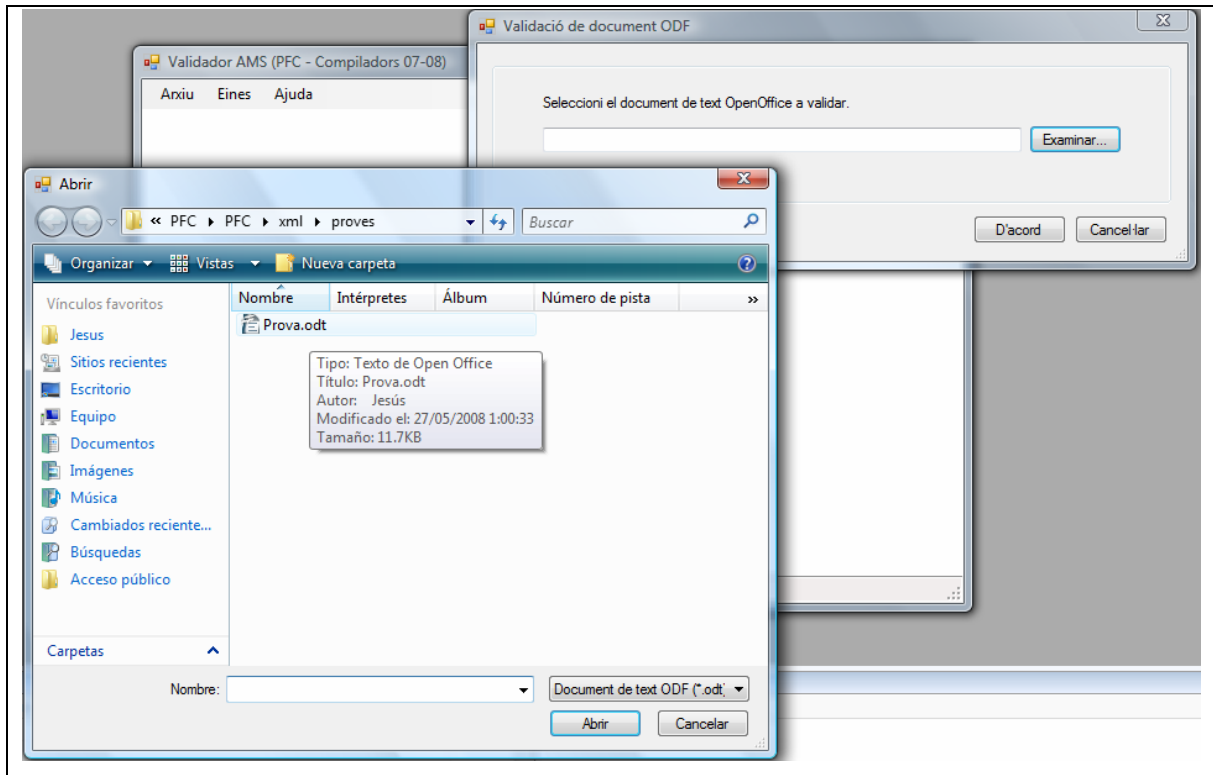 Validació de document ODF
Validador AMS (PFC - Compiladors 07-08)
Arxiu Eines Ajuda
Seleccioni el document de text OpenOffice a validar.
Examinar...
D'acord Cancel·lar
Abrir
« PFC PFC xml proves Buscar
Organizar Vistas Nueva carpeta
Vínculos favoritos
Jesus
Sitios recientes
Escritorio
Equipo
Documentos
Imágenes
Música
Cambiados reciente...
Búsquedas
Acceso público
Carpetas
Nombre Intérpretes Álbum Número de pista »
Prova.odt
Tipo: Texto de Open Office
Título: Prova.odt
Autor: Jesús
Modificado el: 27/05/2008 1:00:33
Tamaño: 11.7KB
Nombre: Document de text ODF (*.odt)
Abrir Cancelar